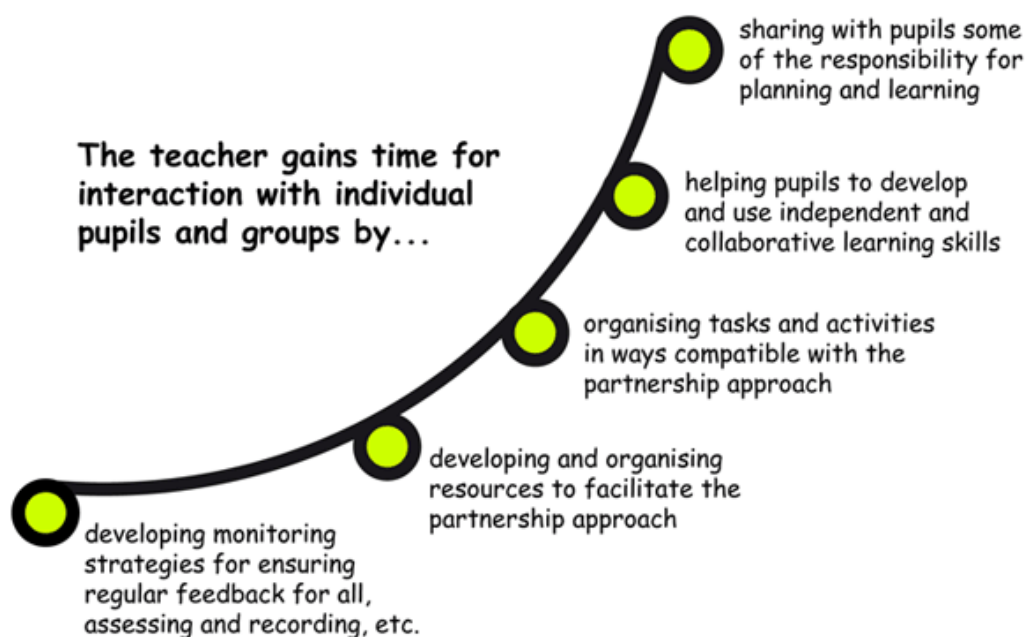 The teacher gains time for
interaction with individual
pupils and groups by...
sharing with pupils some
of the responsibility for
planning and learning
helping pupils to develop
and use independent and
collaborative learning skills
organising tasks and activities
in ways compatible with the
partnership approach
developing and organising
resources to facilitate the
partnership approach
developing monitoring
strategies for ensuring
regular feedback for all,
assessing and recording, etc.